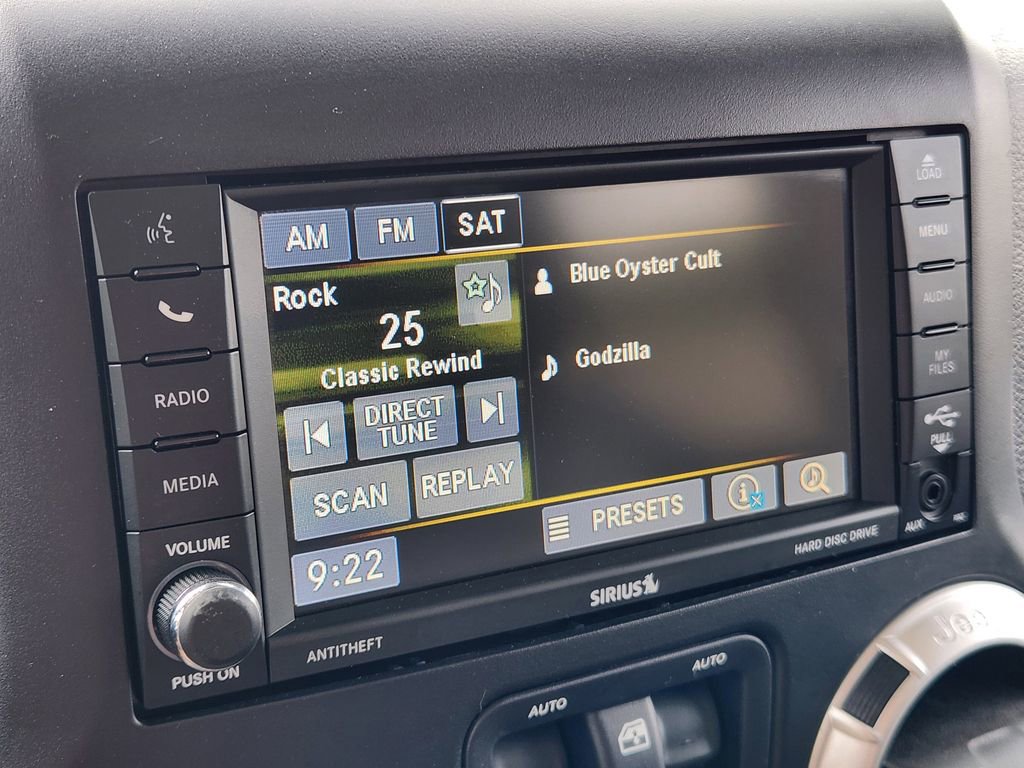 AM FM SAT
LOAD
MENU
AUDIO
MY
FILES
PULL
AUX
Rock
25
Classic Rewind
DIRECT
TUNE
SCAN
REPLAY
9:22
Blue Oyster Cult
Godzilla
PRESETS
RADIO
MEDIA
VOLUME
PUSH ON
ANTITHEFT
SIRIUS
HARD DISC DRIVE
AUTO
AUTO
Jeep